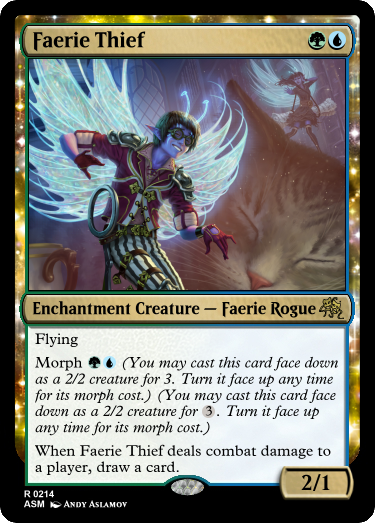 Faerie Thief
Enchantment Creature — Faerie Rogue
Flying
Morph (You may cast this card face down
as a 2/2 creature for 3. Turn it face up any time
for its morph cost.) (You may cast this card face
down as a 2/2 creature for 3. Turn it face up
any time for its morph cost.)
When Faerie Thief deals combat damage to
a player, draw a card.
2/1
R 0214
ASM Andy Aslamov